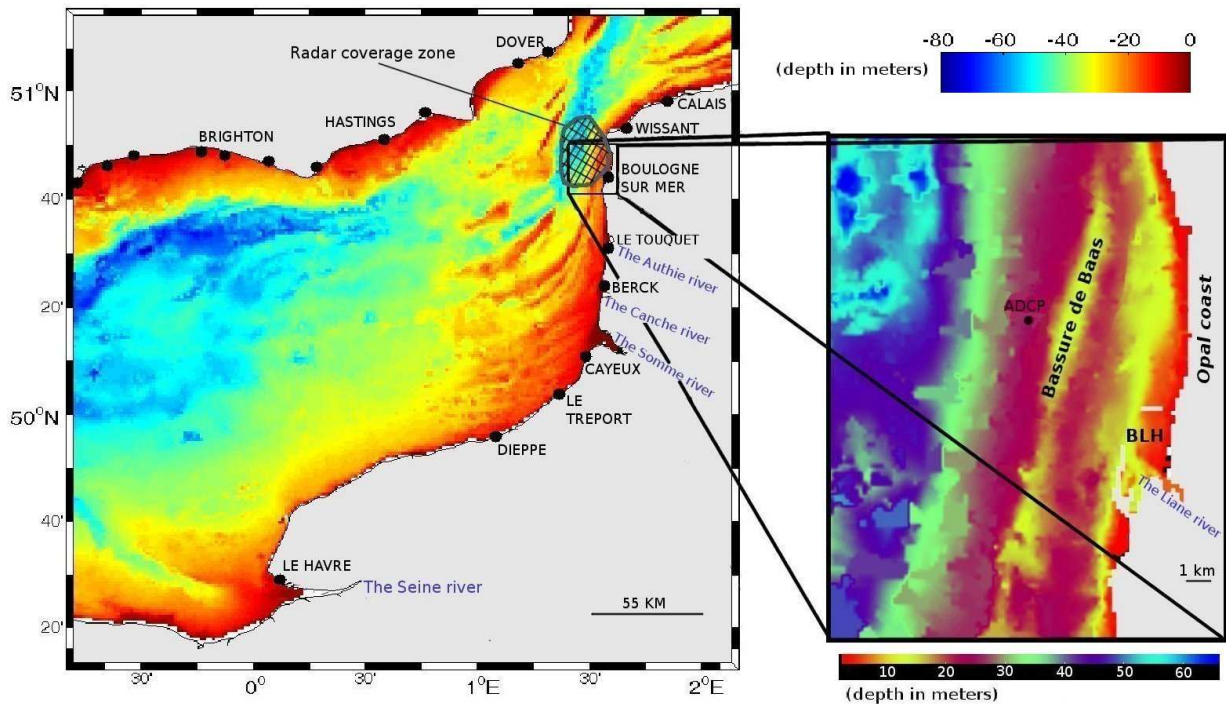 Radar coverage zone
DOVER
51°N
CALAIS
WISSANT
HASTINGS
BRIGHTON
BOULOGNE
SUR MER
40'
LE TOUQUET
The Authie river
BERCK
20'
The Canche river
The Somme river
CAYEUX
50°N
LE
TREPORT
DIEPPE
40'
LE HAVRE
The Seine river
55 KM
20'
30'
0°
30'
1°E
30'
2°E
-80 -60 -40 -20 0
(depth in meters)
ADCP
Bassure de Baas
Opal coast
BLH
The Liane river
1 km
10 20 30 40 50 60
(depth in meters)